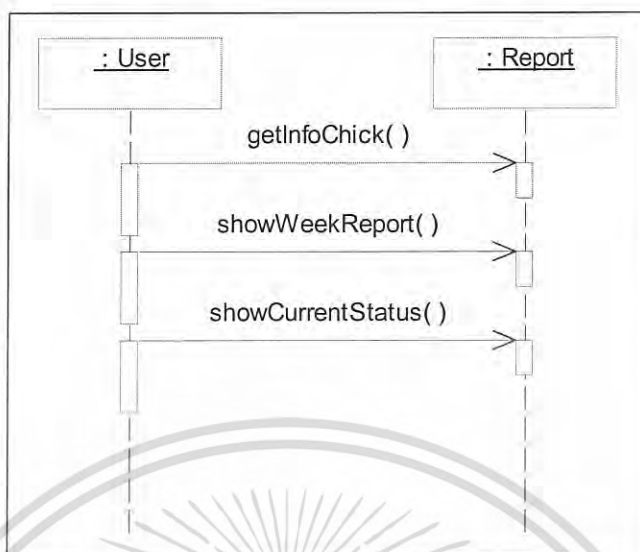 : User
: Report
getInfoChick( )
showWeekReport( )
showCurrentStatus( )